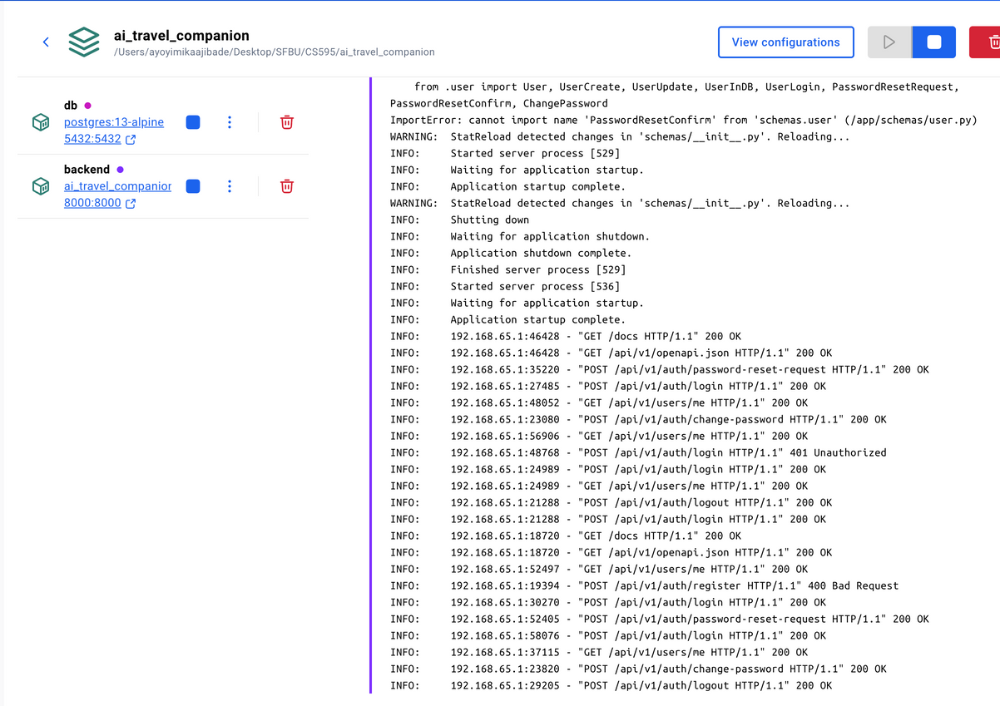 ai_travel_companion
/Users/ayoyimikaajibade/Desktop/SFBU/CS595/ai_travel_companion
View configurations
db
postgres:13-alpine
5432:5432
backend
ai_travel_companior
8000:8000
from .user import User, UserCreate, UserUpdate, UserInDB, UserLogin, PasswordResetRequest,
PasswordResetConfirm, ChangePassword
ImportError: cannot import name 'PasswordResetConfirm' from 'schemas.user' (/app/schemas/user.py)
WARNING:  StatReload detected changes in 'schemas/__init__.py'. Reloading...
INFO:     Started server process [529]
INFO:     Waiting for application startup.
INFO:     Application startup complete.
WARNING:  StatReload detected changes in 'schemas/__init__.py'. Reloading...
INFO:     Shutting down
INFO:     Waiting for application shutdown.
INFO:     Application shutdown complete.
INFO:     Finished server process [529]
INFO:     Started server process [536]
INFO:     Waiting for application startup.
INFO:     Application startup complete.
INFO:     192.168.65.1:46428 - "GET /docs HTTP/1.1" 200 OK
INFO:     192.168.65.1:46428 - "GET /api/v1/openapi.json HTTP/1.1" 200 OK
INFO:     192.168.65.1:35220 - "POST /api/v1/auth/password-reset-request HTTP/1.1" 200 OK
INFO:     192.168.65.1:27485 - "POST /api/v1/auth/login HTTP/1.1" 200 OK
INFO:     192.168.65.1:48052 - "GET /api/v1/users/me HTTP/1.1" 200 OK
INFO:     192.168.65.1:23080 - "POST /api/v1/auth/change-password HTTP/1.1" 200 OK
INFO:     192.168.65.1:56906 - "GET /api/v1/users/me HTTP/1.1" 200 OK
INFO:     192.168.65.1:48768 - "POST /api/v1/auth/login HTTP/1.1" 401 Unauthorized
INFO:     192.168.65.1:24989 - "POST /api/v1/auth/login HTTP/1.1" 200 OK
INFO:     192.168.65.1:24989 - "GET /api/v1/users/me HTTP/1.1" 200 OK
INFO:     192.168.65.1:21288 - "POST /api/v1/auth/logout HTTP/1.1" 200 OK
INFO:     192.168.65.1:21288 - "POST /api/v1/auth/login HTTP/1.1" 200 OK
INFO:     192.168.65.1:18720 - "GET /docs HTTP/1.1" 200 OK
INFO:     192.168.65.1:18720 - "GET /api/v1/openapi.json HTTP/1.1" 200 OK
INFO:     192.168.65.1:52497 - "GET /api/v1/users/me HTTP/1.1" 200 OK
INFO:     192.168.65.1:19394 - "POST /api/v1/auth/register HTTP/1.1" 400 Bad Request
INFO:     192.168.65.1:30270 - "POST /api/v1/auth/login HTTP/1.1" 200 OK
INFO:     192.168.65.1:52405 - "POST /api/v1/auth/password-reset-request HTTP/1.1" 200 OK
INFO:     192.168.65.1:58076 - "POST /api/v1/auth/login HTTP/1.1" 200 OK
INFO:     192.168.65.1:37115 - "GET /api/v1/users/me HTTP/1.1" 200 OK
INFO:     192.168.65.1:23820 - "POST /api/v1/auth/change-password HTTP/1.1" 200 OK
INFO:     192.168.65.1:29205 - "POST /api/v1/auth/logout HTTP/1.1" 200 OK